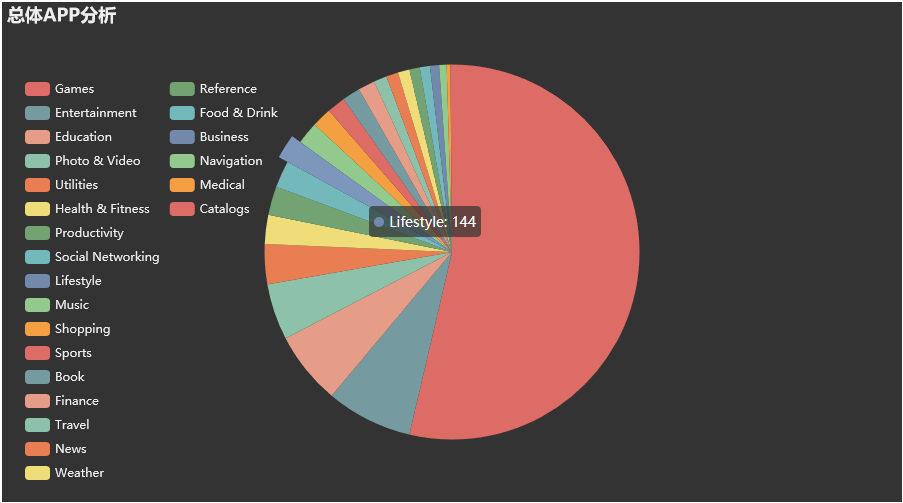 总体APP分析
Games
Entertainment
Education
Photo & Video
Utilities
Health & Fitness
Productivity
Social Networking
Lifestyle
Music
Shopping
Sports
Book
Finance
Travel
News
Weather
Reference
Food & Drink
Business
Navigation
Medical
Catalogs
Lifestyle: 144